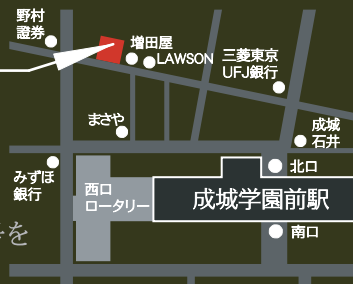 野村
證券
増田屋
LAWSON
三菱東京
UFJ銀行
まさや
成城
石井
みずほ
銀行
北口
西口
ロータリー
成城学園前駅
南口
を